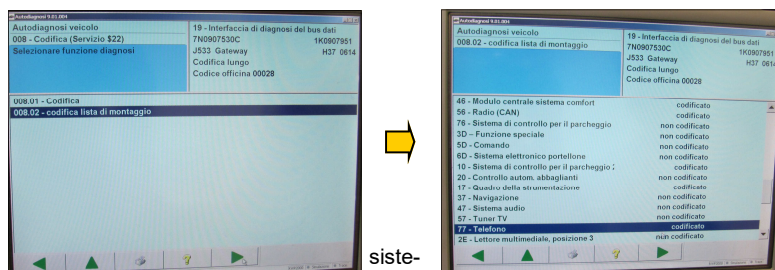 Autodiagnosi 9.01.004
Autodiagnosi veicolo
008 - Codifica (Servizio $22)
Selezionare funzione diagnosi
19 - Interfaccia di diagnosi del bus dati
7N0907530C 1K0907951
J533 Gateway H37 0614
Codifica lungo
Codice officina 00028
008.01 - Codifica
008.02 - codifica lista di montaggio
siste-
Autodiagnosi 9.01.004
Autodiagnosi veicolo
008.02 - codifica lista di montaggio
19 - Interfaccia di diagnosi del bus dati
7N0907530C 1K0907951
J533 Gateway H37 0614
Codifica lungo
Codice officina 00028
46 - Modulo centrale sistema comfort codificato
56 - Radio (CAN) codificato
76 - Sistema di controllo per il parcheggio non codificato
3D – Funzione speciale non codificato
5D - Comando non codificato
6D - Sistema elettronico portellone non codificato
10 - Sistema di controllo per il parcheggio 2 non codificato
20 - Controllo autom. abbaglianti non codificato
17 - Quadro della strumentazione codificato
37 - Navigazione non codificato
47 - Sistema audio non codificato
57 - Tuner TV non codificato
77 - Telefono codificato
2E - Lettore multimediale, posizione 3 non codificato